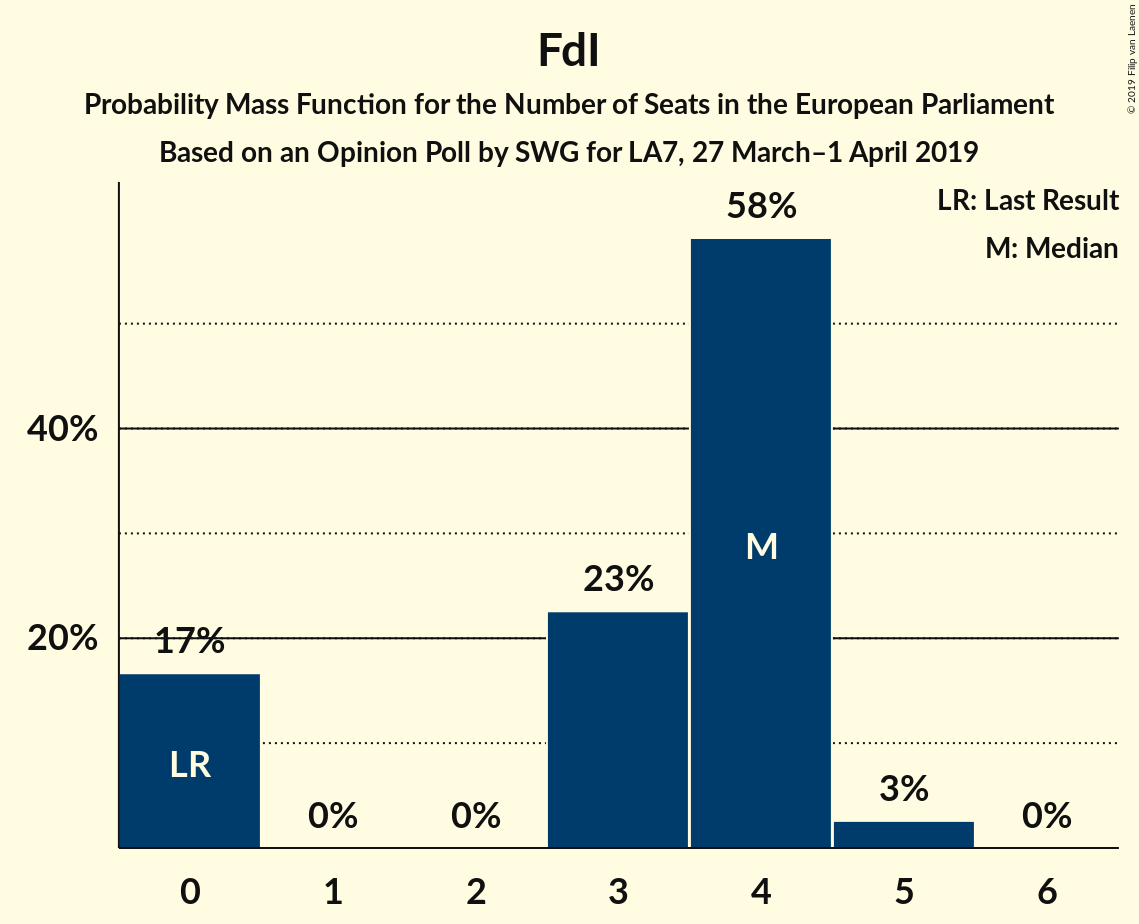 FdI
Probability Mass Function for the Number of Seats in the European Parliament
Based on an Opinion Poll by SWG for LA7, 27 March–1 April 2019
© 2019 Filip van Laenen
LR: Last Result
M: Median
58%
40%
M
23%
20%
17%
LR
0%
0%
3%
0%
0 1 2 3 4 5 6